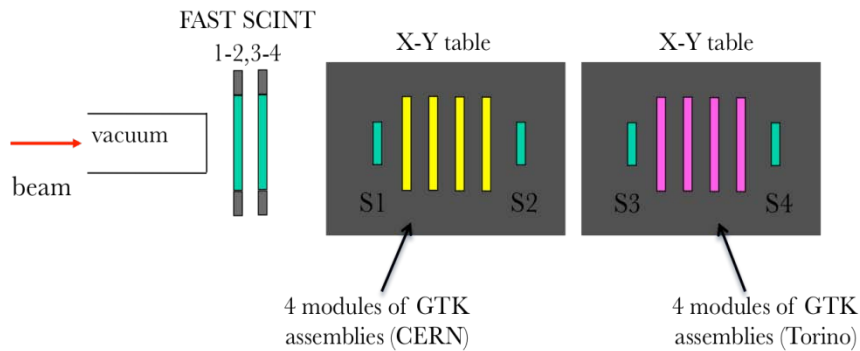 FAST SCINT
1-2,3-4
X-Y table
X-Y table
vacuum
beam
S1
S2
S3
S4
4 modules of GTK
assemblies (CERN)
4 modules of GTK
assemblies (Torino)